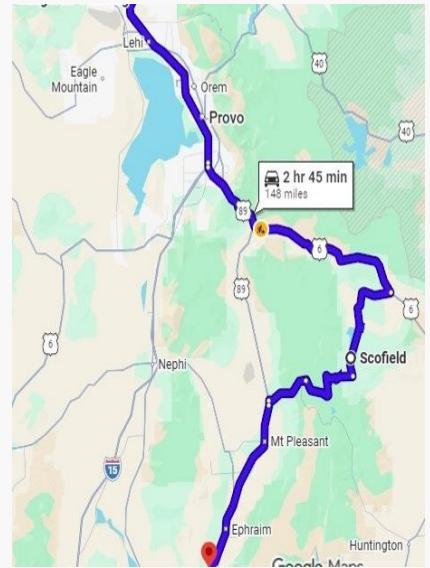 Lehi
40
Eagle
Mountain
Orem
Provo
40
2 hr 45 min
148 miles
89
6
89
6
6
Scofield
Nephi
Mt Pleasant
15
Ephraim
Huntington
Google Maps